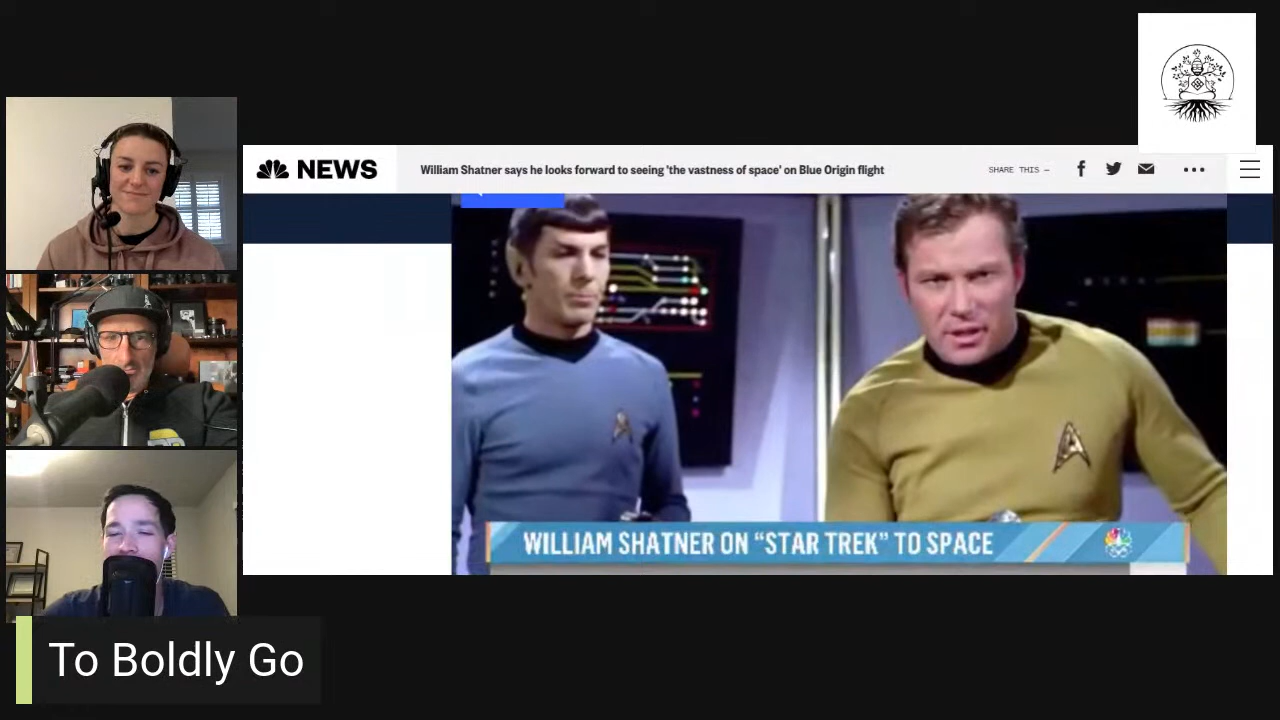 NEWS
William Shatner says he looks forward to seeing 'the vastness of space' on Blue Origin flight
SHARE THIS —
WILLIAM SHATNER ON “STAR TREK” TO SPACE
To Boldly Go